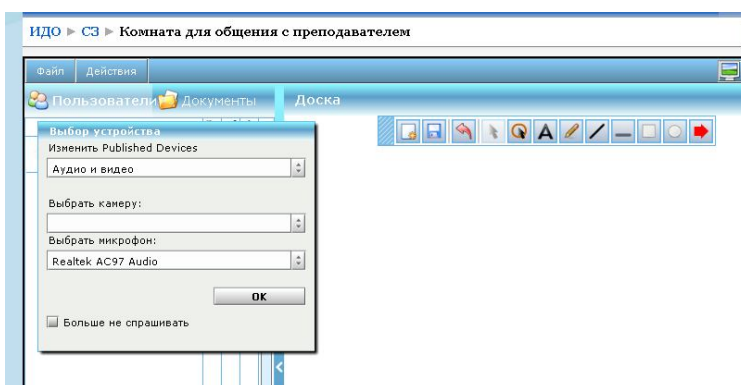 ИДО ► СЗ ► Комната для общения с преподавателем
Файл Действия
Пользователи Документы Доска
Выбор устройства
Изменить Published Devices
Аудио и видео
Выбрать камеру:
Выбрать микрофон:
Realtek AC97 Audio
OK
Больше не спрашивать